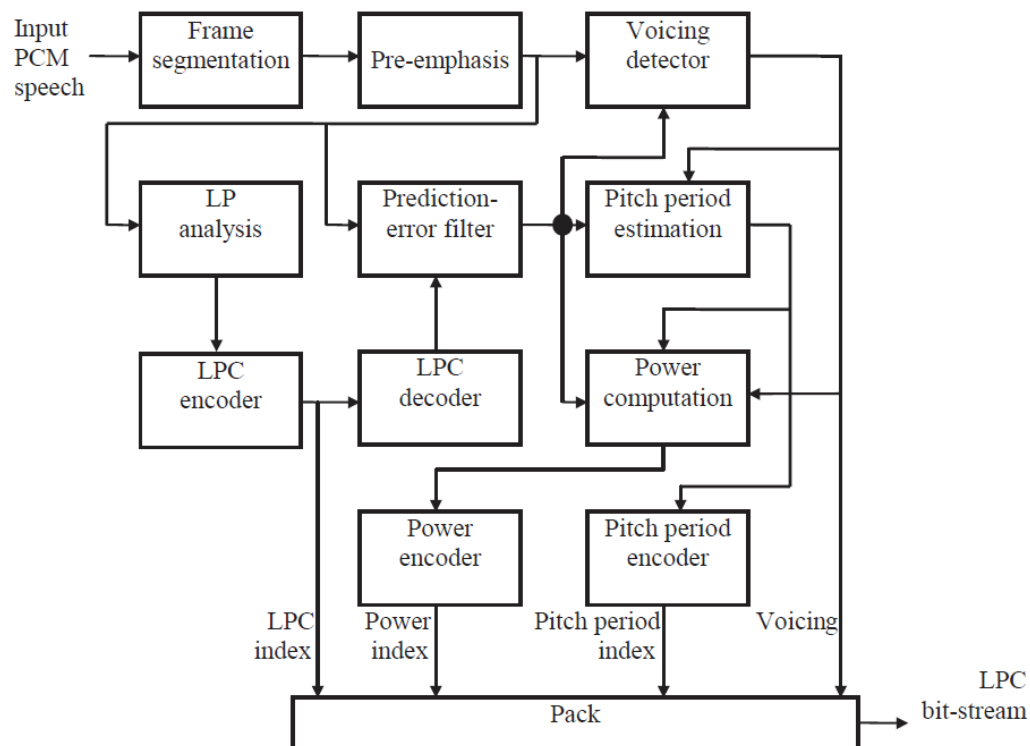 Input
PCM
speech
Frame
segmentation
Pre-emphasis
Voicing
detector
LP
analysis
Prediction-
error filter
Pitch period
estimation
LPC
encoder
LPC
decoder
Power
computation
Power
encoder
Pitch period
encoder
LPC
index
Power
index
Pitch period
index
Voicing
Pack
LPC
bit-stream